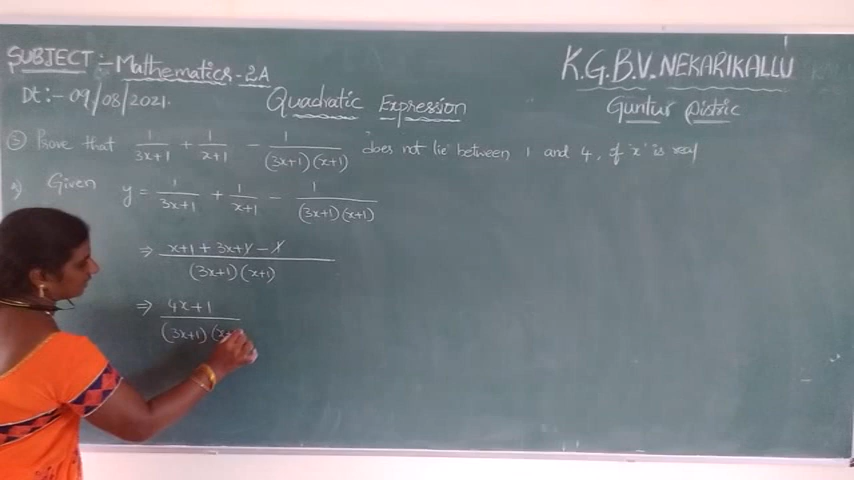 SUBJECT :- Mathematics - 2A
K.G.B.V. NEKARIKALLU
Dt :- 09/08/2021.
Quadratic Expression
Guntur District
③ Prove that 1/(3x+1) + 1/(x+1) - 1/((3x+1)(x+1)) does not lie between 1 and 4, if 'x' is real
Given y = 1/(3x+1) + 1/(x+1) - 1/((3x+1)(x+1))
⇒ (x+1 + 3x+1 - 1)/((3x+1)(x+1))
⇒ (4x+1)/((3x+1)(x+